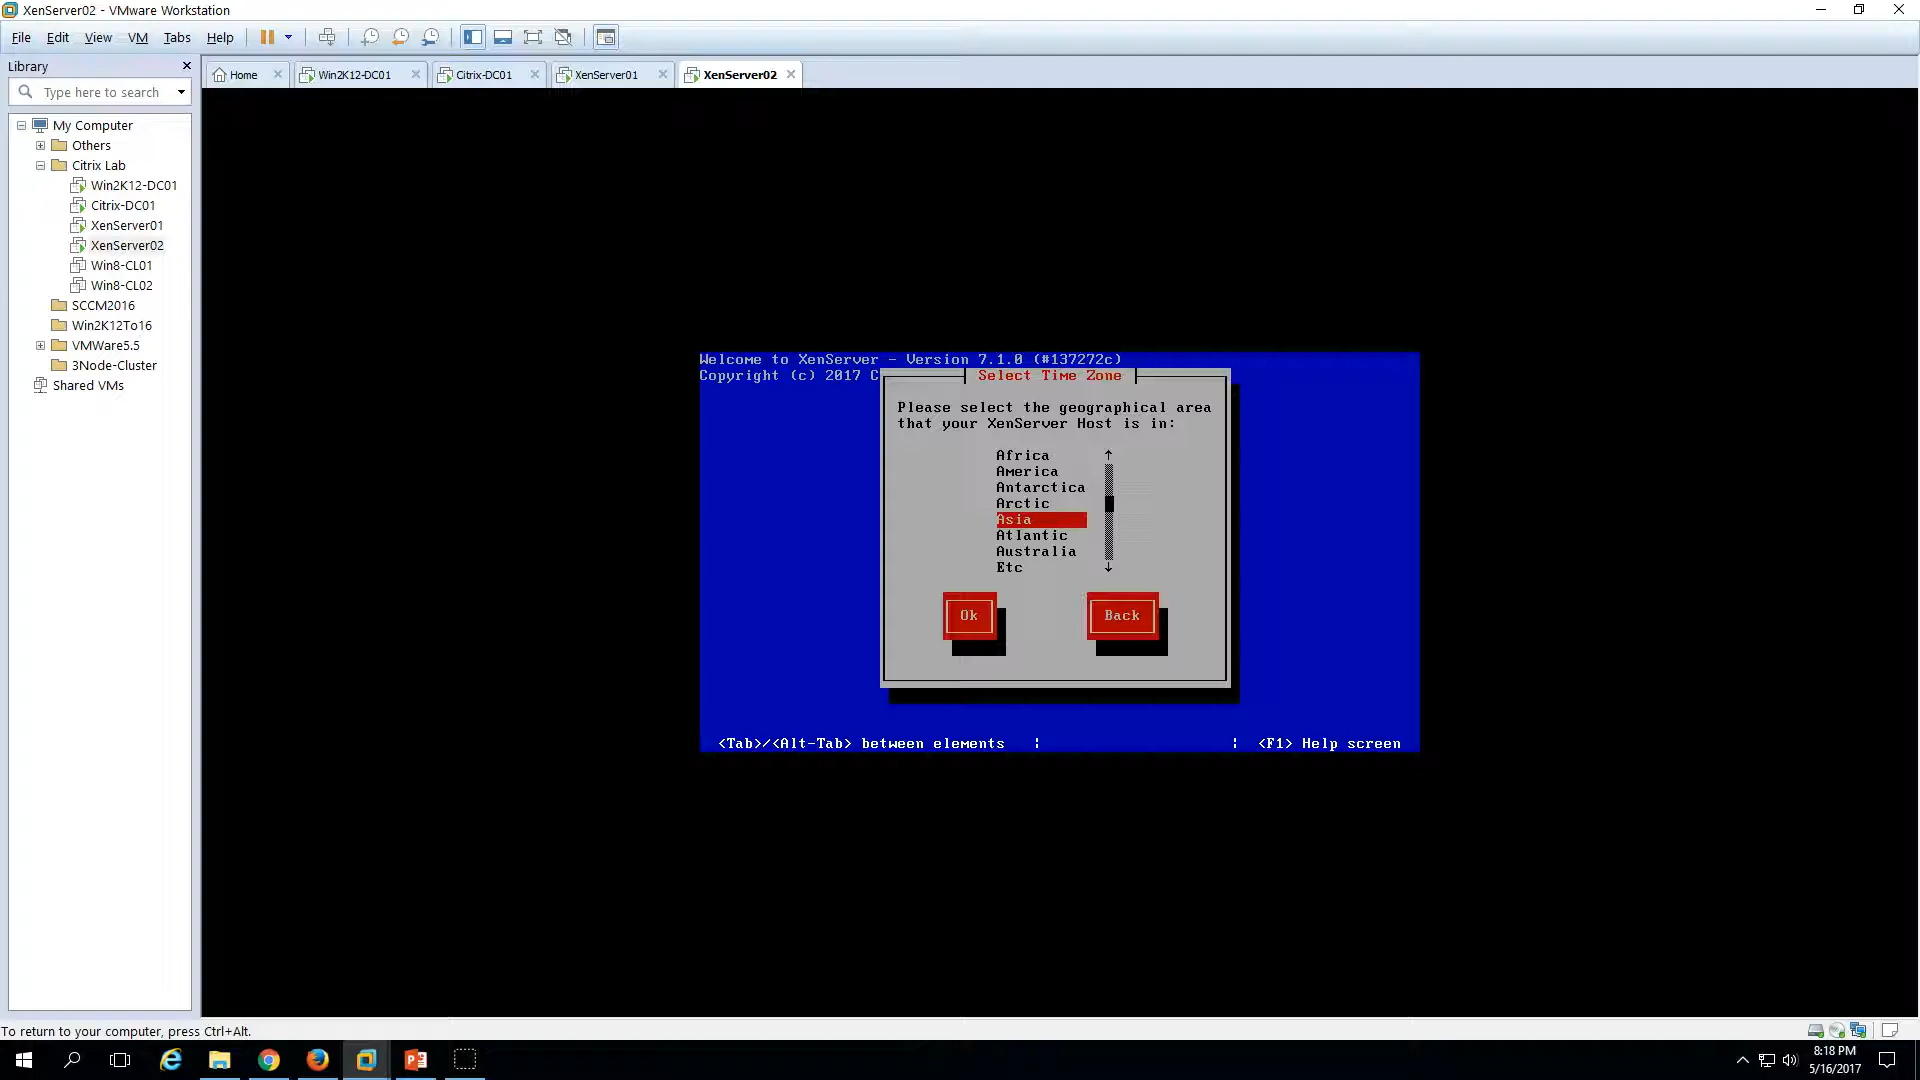 XenServer02 - VMware Workstation
File Edit View VM Tabs Help
Library
Type here to search
Home
Win2K12-DC01
Citrix-DC01
XenServer01
XenServer02
My Computer
Others
Citrix Lab
Win2K12-DC01
Citrix-DC01
XenServer01
XenServer02
Win8-CL01
Win8-CL02
SCCM2016
Win2K12To16
VMWare5.5
3Node-Cluster
Shared VMs
Welcome to XenServer - Version 7.1.0 (#137272c)
Copyright (c) 2017 C
Select Time Zone
Please select the geographical area
that your XenServer Host is in:
Africa
America
Antarctica
Arctic
Asia
Atlantic
Australia
Etc
Ok
Back
<Tab>/<Alt-Tab> between elements ¦ ¦ <F1> Help screen
To return to your computer, press Ctrl+Alt.
8:18 PM
5/16/2017